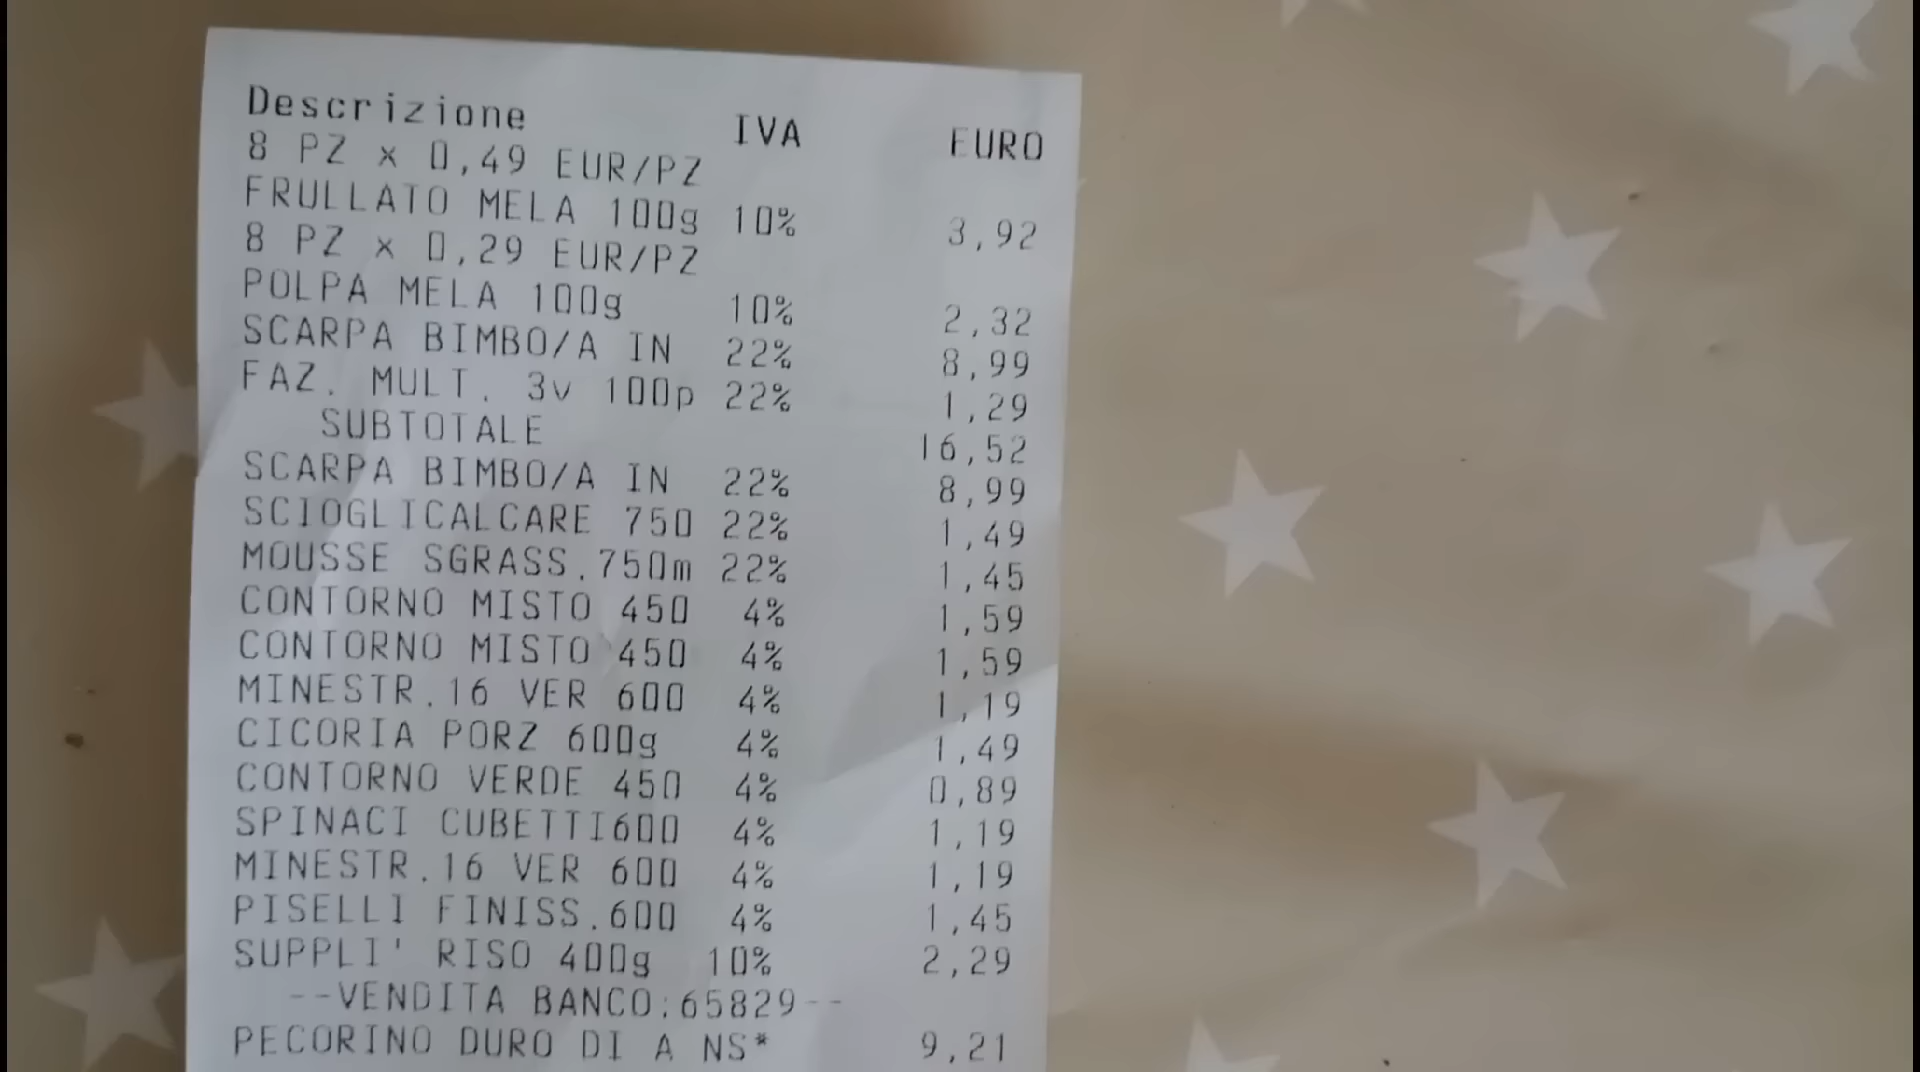 Descrizione IVA EURO
8 PZ x 0,49 EUR/PZ
FRULLATO MELA 100g 10% 3,92
8 PZ x 0,29 EUR/PZ
POLPA MELA 100g 10% 2,32
SCARPA BIMBO/A IN 22% 8,99
FAZ. MULT. 3v 100p 22% 1,29
SUBTOTALE 16,52
SCARPA BIMBO/A IN 22% 8,99
SCIOGLICALCARE 750 22% 1,49
MOUSSE SGRASS.750m 22% 1,45
CONTORNO MISTO 450 4% 1,59
CONTORNO MISTO 450 4% 1,59
MINESTR.16 VER 600 4% 1,19
CICORIA PORZ 600g 4% 1,49
CONTORNO VERDE 450 4% 0,89
SPINACI CUBETTI600 4% 1,19
MINESTR.16 VER 600 4% 1,19
PISELLI FINISS.600 4% 1,45
SUPPLI' RISO 400g 10% 2,29
--VENDITA BANCO:65829--
PECORINO DURO DI A NS* 9,21